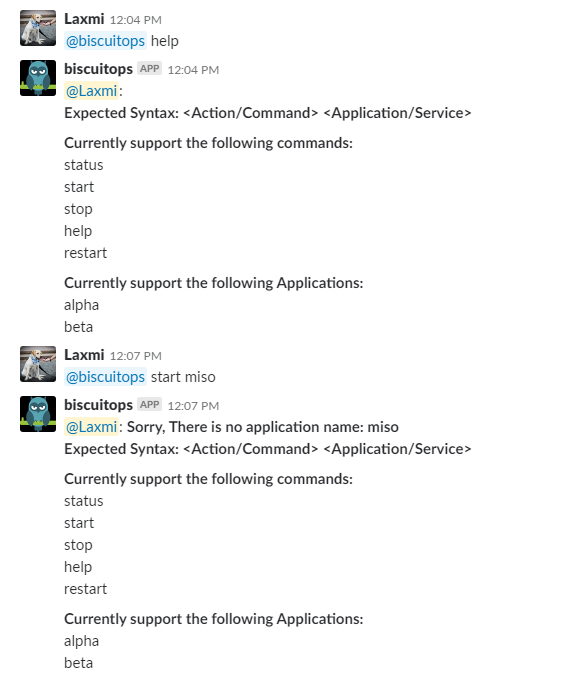 Laxmi 12:04 PM
@biscuitops help
biscuitops APP 12:04 PM
@Laxmi:
Expected Syntax: <Action/Command> <Application/Service>
Currently support the following commands:
status
start
stop
help
restart
Currently support the following Applications:
alpha
beta
Laxmi 12:07 PM
@biscuitops start miso
biscuitops APP 12:07 PM
@Laxmi: Sorry, There is no application name: miso
Expected Syntax: <Action/Command> <Application/Service>
Currently support the following commands:
status
start
stop
help
restart
Currently support the following Applications:
alpha
beta